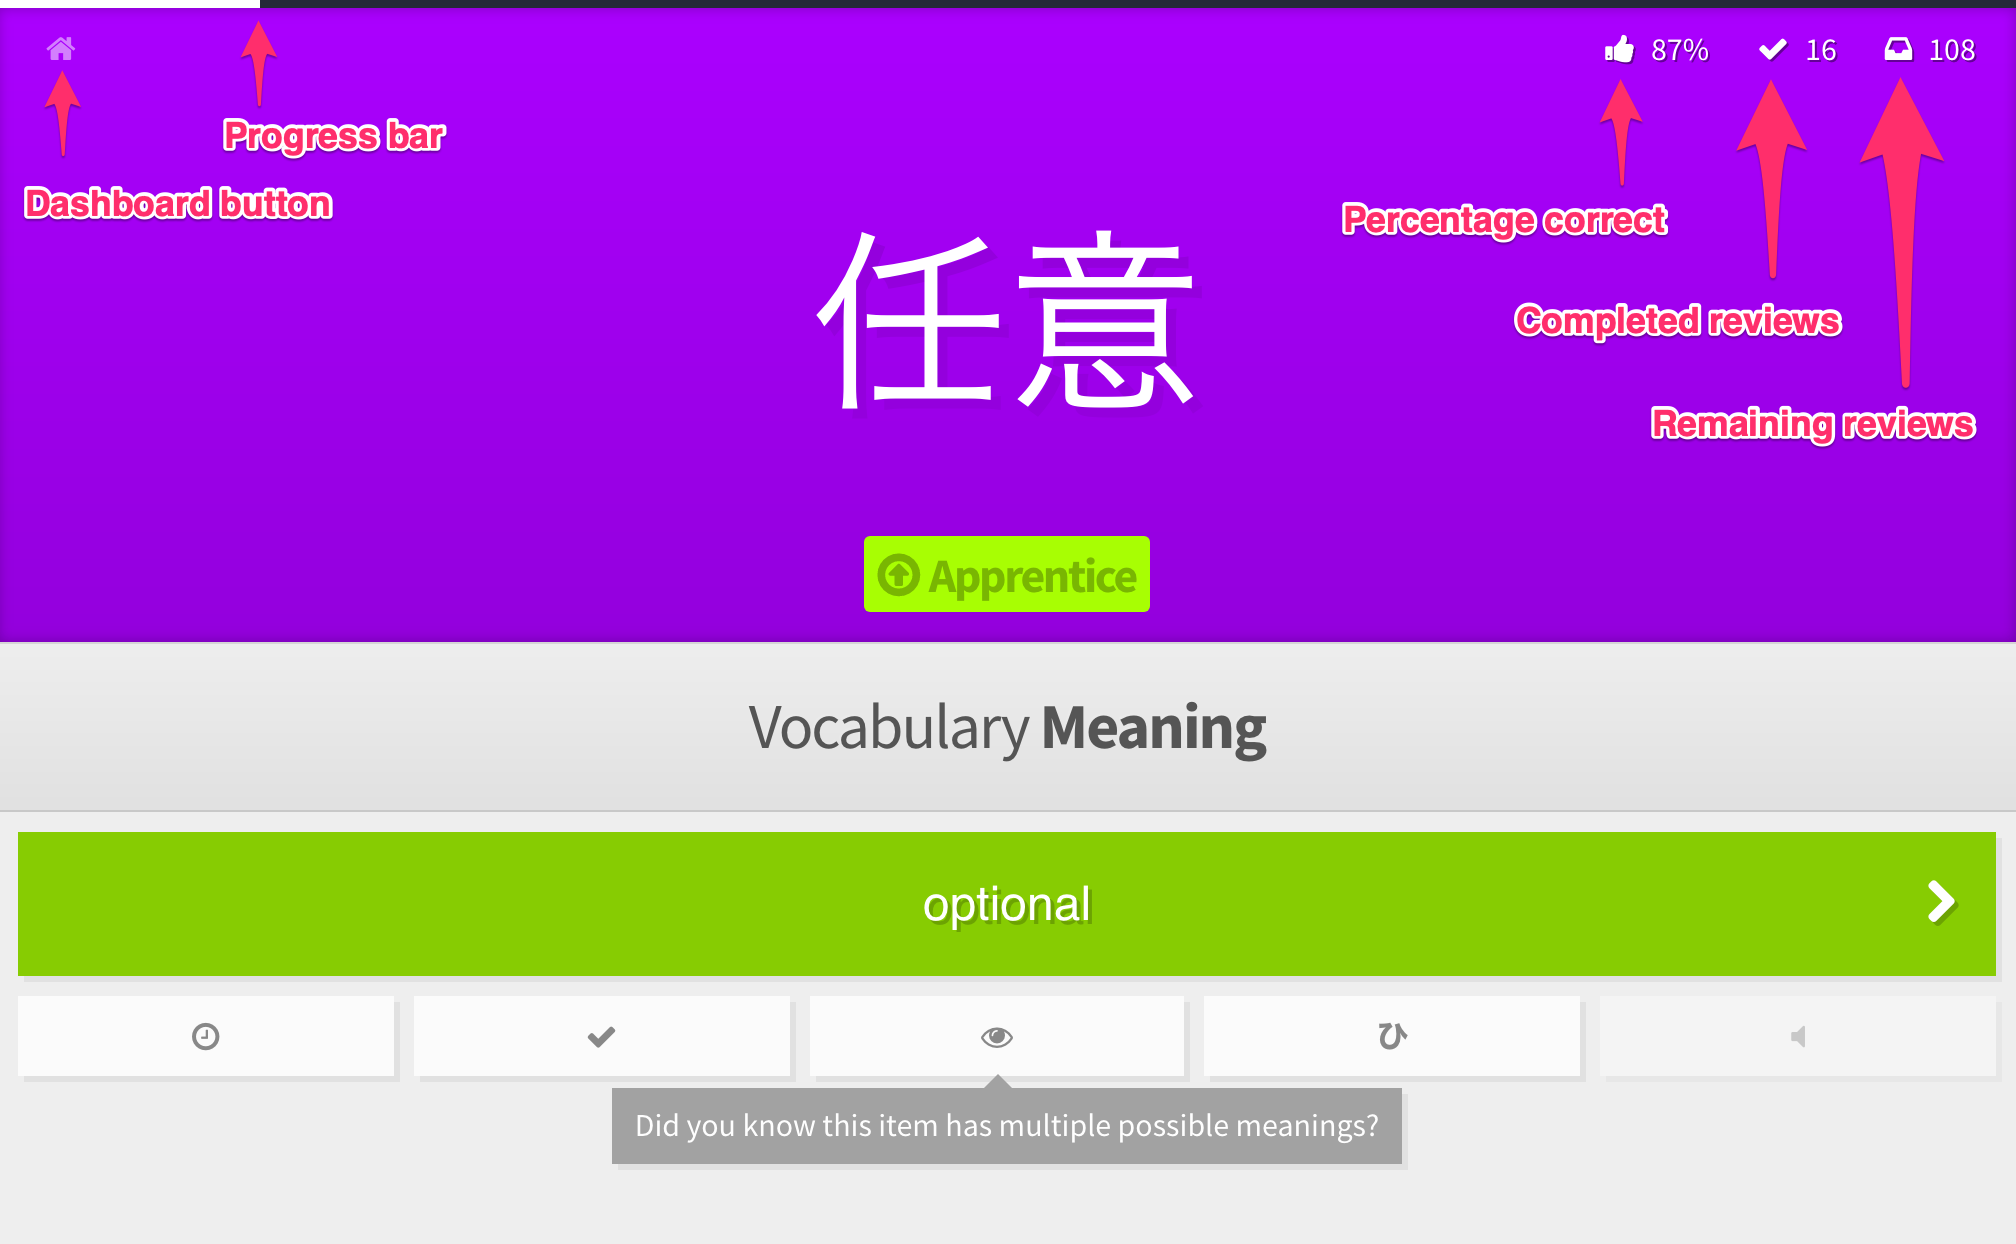 87% 16 108
Progress bar
Dashboard button
Percentage correct
Completed reviews
Remaining reviews
任意
Apprentice
Vocabulary Meaning
optional
ひ
Did you know this item has multiple possible meanings?